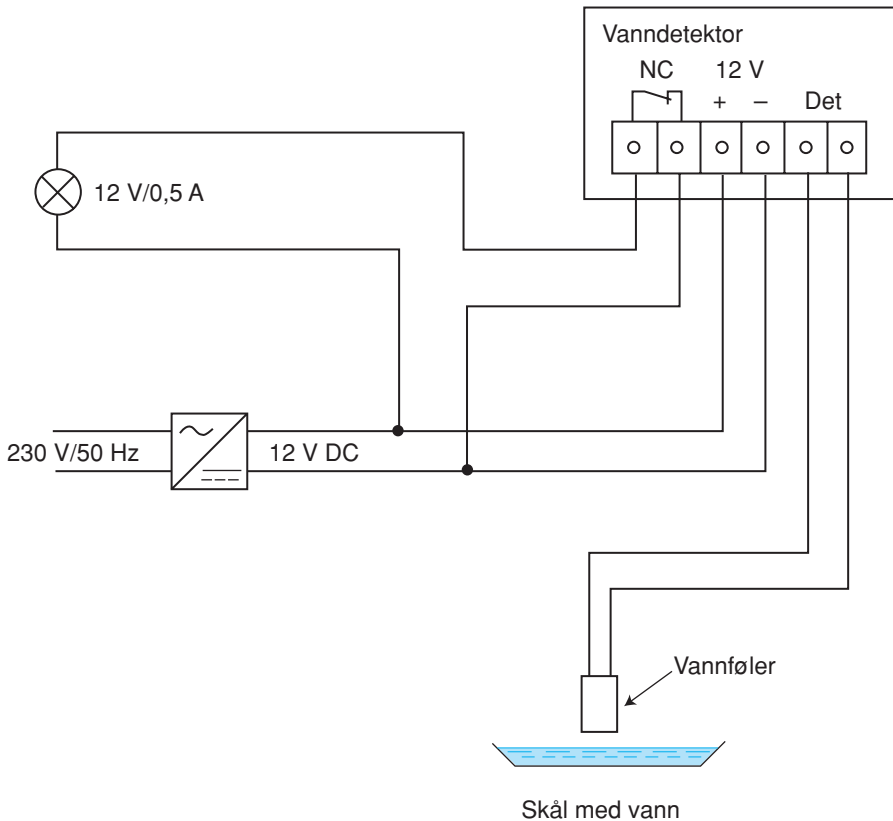 Vanndetektor
NC 12 V
+ – Det
12 V/0,5 A
230 V/50 Hz 12 V DC
Vannføler
Skål med vann